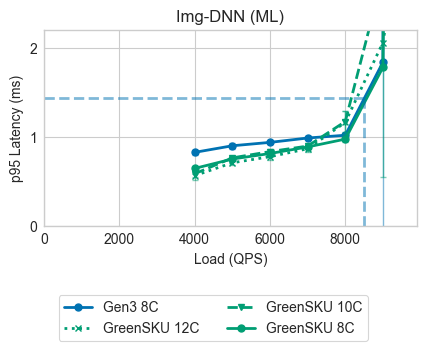 Img-DNN (ML)
2
1
0
p95 Latency (ms)
0 2000 4000 6000 8000
Load (QPS)
Gen3 8C GreenSKU 10C
GreenSKU 12C GreenSKU 8C